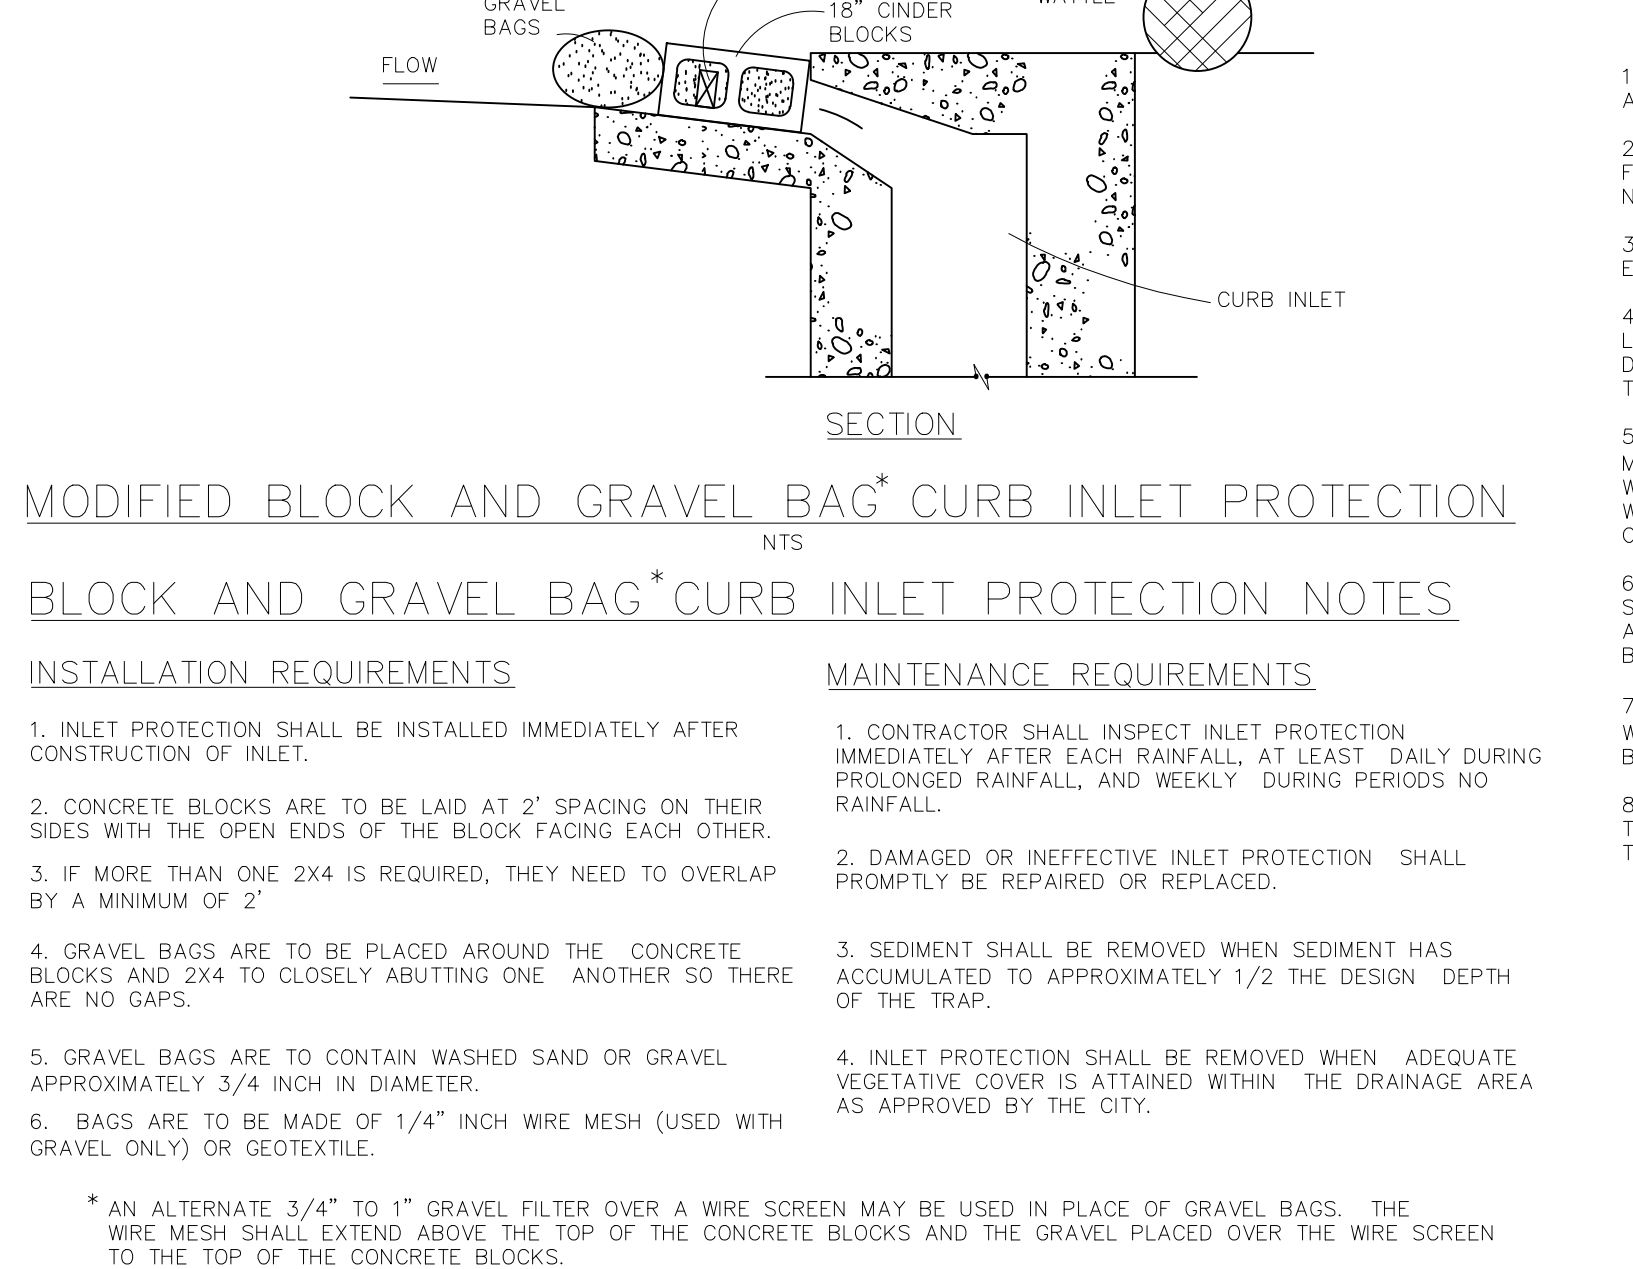 GRAVEL
BAGS
18" CINDER
BLOCKS
WATTLE
FLOW
CURB INLET
SECTION
MODIFIED BLOCK AND GRAVEL BAG* CURB INLET PROTECTION
NTS
BLOCK AND GRAVEL BAG* CURB INLET PROTECTION NOTES
INSTALLATION REQUIREMENTS
1. INLET PROTECTION SHALL BE INSTALLED IMMEDIATELY AFTER
CONSTRUCTION OF INLET.
2. CONCRETE BLOCKS ARE TO BE LAID AT 2' SPACING ON THEIR
SIDES WITH THE OPEN ENDS OF THE BLOCK FACING EACH OTHER.
3. IF MORE THAN ONE 2X4 IS REQUIRED, THEY NEED TO OVERLAP
BY A MINIMUM OF 2'
4. GRAVEL BAGS ARE TO BE PLACED AROUND THE CONCRETE
BLOCKS AND 2X4 TO CLOSELY ABUTTING ONE ANOTHER SO THERE
ARE NO GAPS.
5. GRAVEL BAGS ARE TO CONTAIN WASHED SAND OR GRAVEL
APPROXIMATELY 3/4 INCH IN DIAMETER.
6. BAGS ARE TO BE MADE OF 1/4" INCH WIRE MESH (USED WITH
GRAVEL ONLY) OR GEOTEXTILE.
MAINTENANCE REQUIREMENTS
1. CONTRACTOR SHALL INSPECT INLET PROTECTION
IMMEDIATELY AFTER EACH RAINFALL, AT LEAST DAILY DURING
PROLONGED RAINFALL, AND WEEKLY DURING PERIODS NO
RAINFALL.
2. DAMAGED OR INEFFECTIVE INLET PROTECTION SHALL
PROMPTLY BE REPAIRED OR REPLACED.
3. SEDIMENT SHALL BE REMOVED WHEN SEDIMENT HAS
ACCUMULATED TO APPROXIMATELY 1/2 THE DESIGN DEPTH
OF THE TRAP.
4. INLET PROTECTION SHALL BE REMOVED WHEN ADEQUATE
VEGETATIVE COVER IS ATTAINED WITHIN THE DRAINAGE AREA
AS APPROVED BY THE CITY.
* AN ALTERNATE 3/4" TO 1" GRAVEL FILTER OVER A WIRE SCREEN MAY BE USED IN PLACE OF GRAVEL BAGS. THE
WIRE MESH SHALL EXTEND ABOVE THE TOP OF THE CONCRETE BLOCKS AND THE GRAVEL PLACED OVER THE WIRE SCREEN
TO THE TOP OF THE CONCRETE BLOCKS.